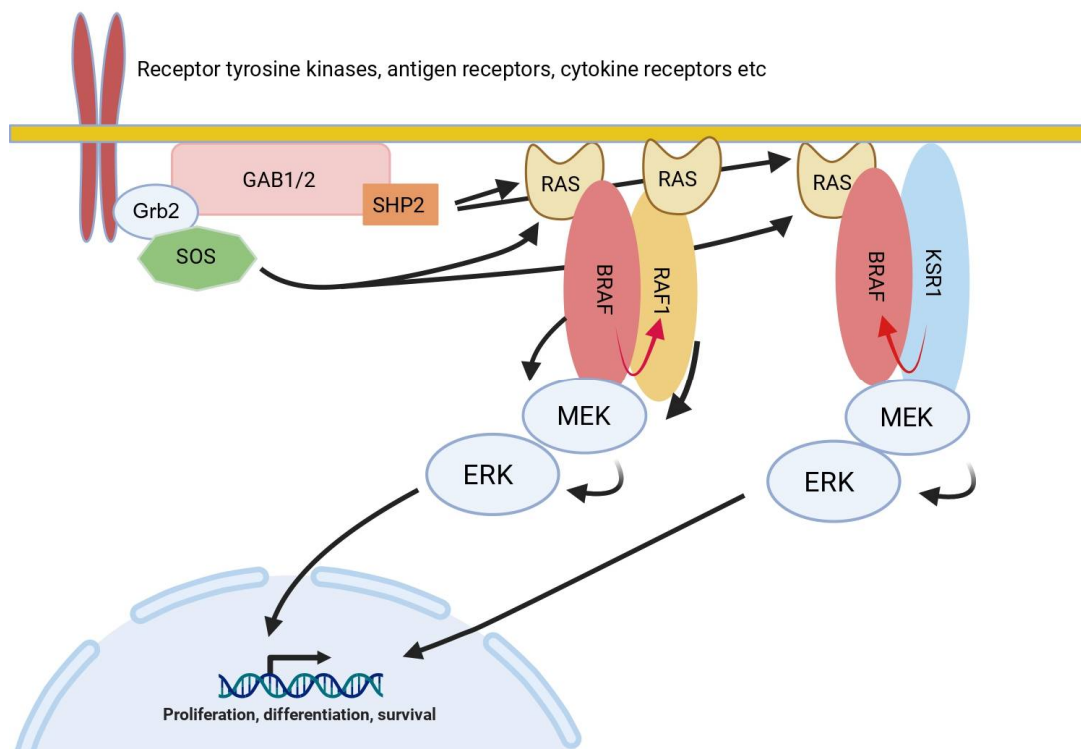 Receptor tyrosine kinases, antigen receptors, cytokine receptors etc
GAB1/2
SHP2
Grb2
SOS
RAS
RAS
RAS
BRAF
RAF1
BRAF
KSR1
MEK
ERK
MEK
ERK
Proliferation, differentiation, survival